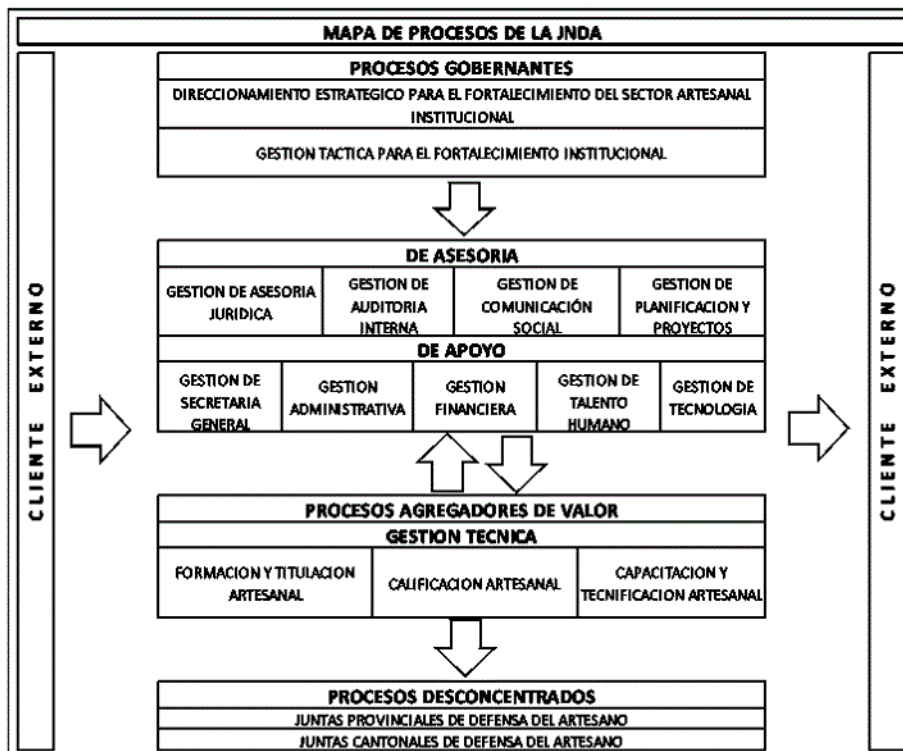 MAPA DE PROCESOS DE LA JNDA
CLIENTE EXTERNO
PROCESOS GOBERNANTES
DIRECCIONAMIENTO ESTRATEGICO PARA EL FORTALECIMIENTO DEL SECTOR ARTESANAL
INSTITUCIONAL
GESTION TACTICA PARA EL FORTALECIMIENTO INSTITUCIONAL
DE ASESORIA
GESTION DE ASESORIA
JURIDICA
GESTION DE
AUDITORIA
INTERNA
GESTION DE
COMUNICACIÓN
SOCIAL
GESTION DE
PLANIFICACION Y
PROYECTOS
DE APOYO
GESTION DE
SECRETARIA
GENERAL
GESTION
ADMINISTRATIVA
GESTION
FINANCIERA
GESTION DE
TALENTO
HUMANO
GESTION DE
TECNOLOGIA
PROCESOS AGREGADORES DE VALOR
GESTION TECNICA
FORMACION Y TITULACION
ARTESANAL
CALIFICACION ARTESANAL
CAPACITACION Y
TECNIFICACION ARTESANAL
PROCESOS DESCONCENTRADOS
JUNTAS PROVINCIALES DE DEFENSA DEL ARTESANO
JUNTAS CANTONALES DE DEFENSA DEL ARTESANO
CLIENTE EXTERNO